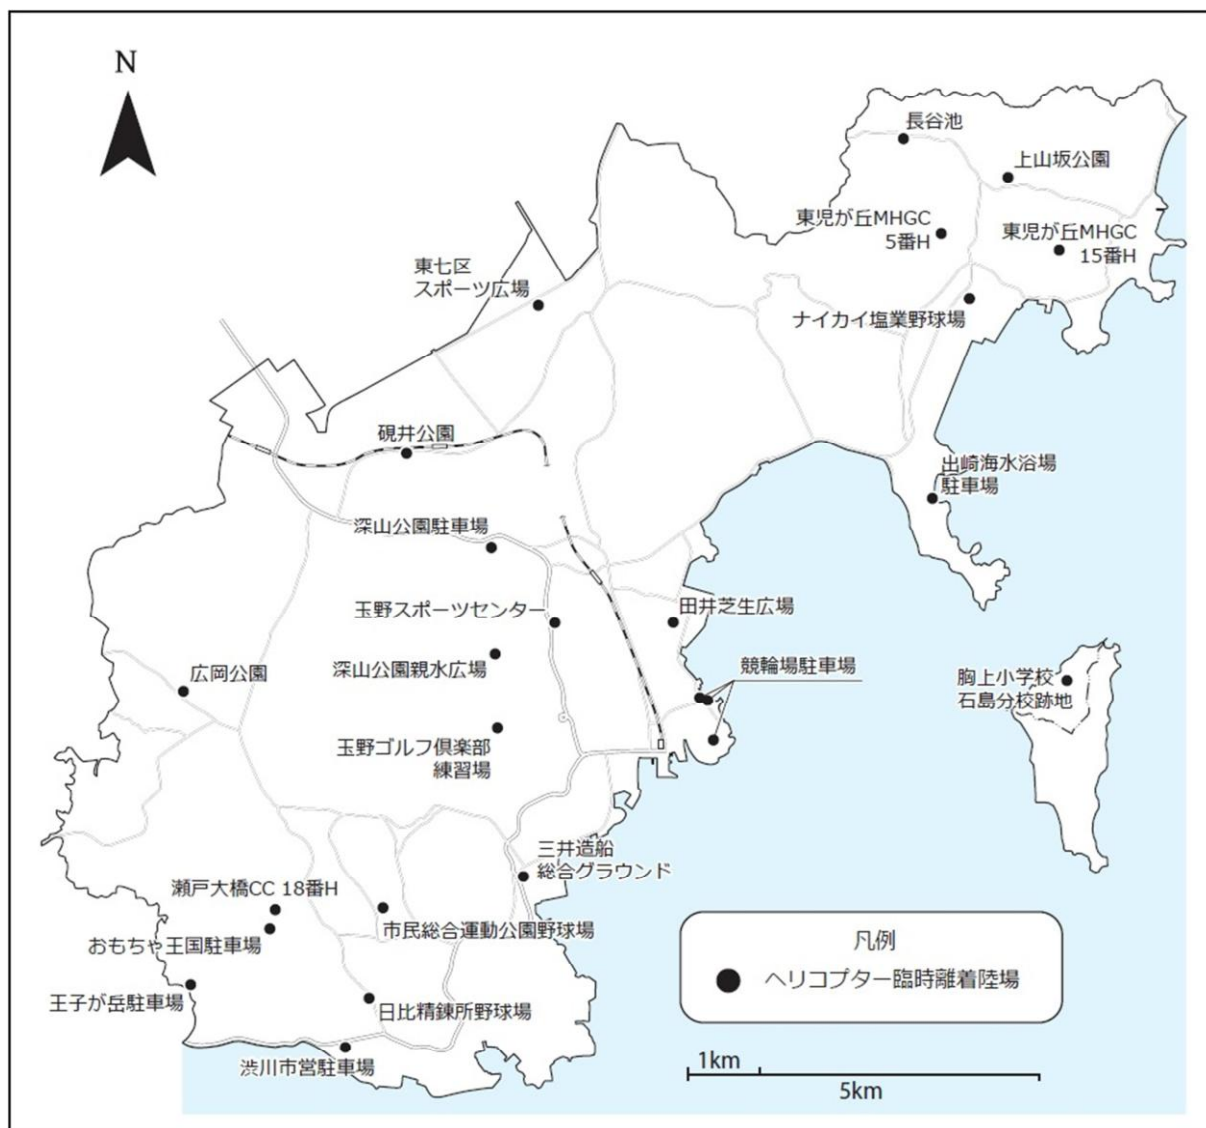 N
長谷池
上山坂公園
東児が丘MHGC
5番H
東児が丘MHGC
15番H
東七区
スポーツ広場
ナイカイ塩業野球場
硯井公園
出崎海水浴場
駐車場
深山公園駐車場
玉野スポーツセンター
田井芝生広場
深山公園親水広場
競輪場駐車場
広岡公園
胸上小学校
石島分校跡地
玉野ゴルフ倶楽部
練習場
三井造船
総合グラウンド
瀬戸大橋CC 18番H
市民総合運動公園野球場
おもちゃ王国駐車場
王子が岳駐車場
日比精錬所野球場
渋川市営駐車場
凡例
ヘリコプター臨時離着陸場
1km
5km